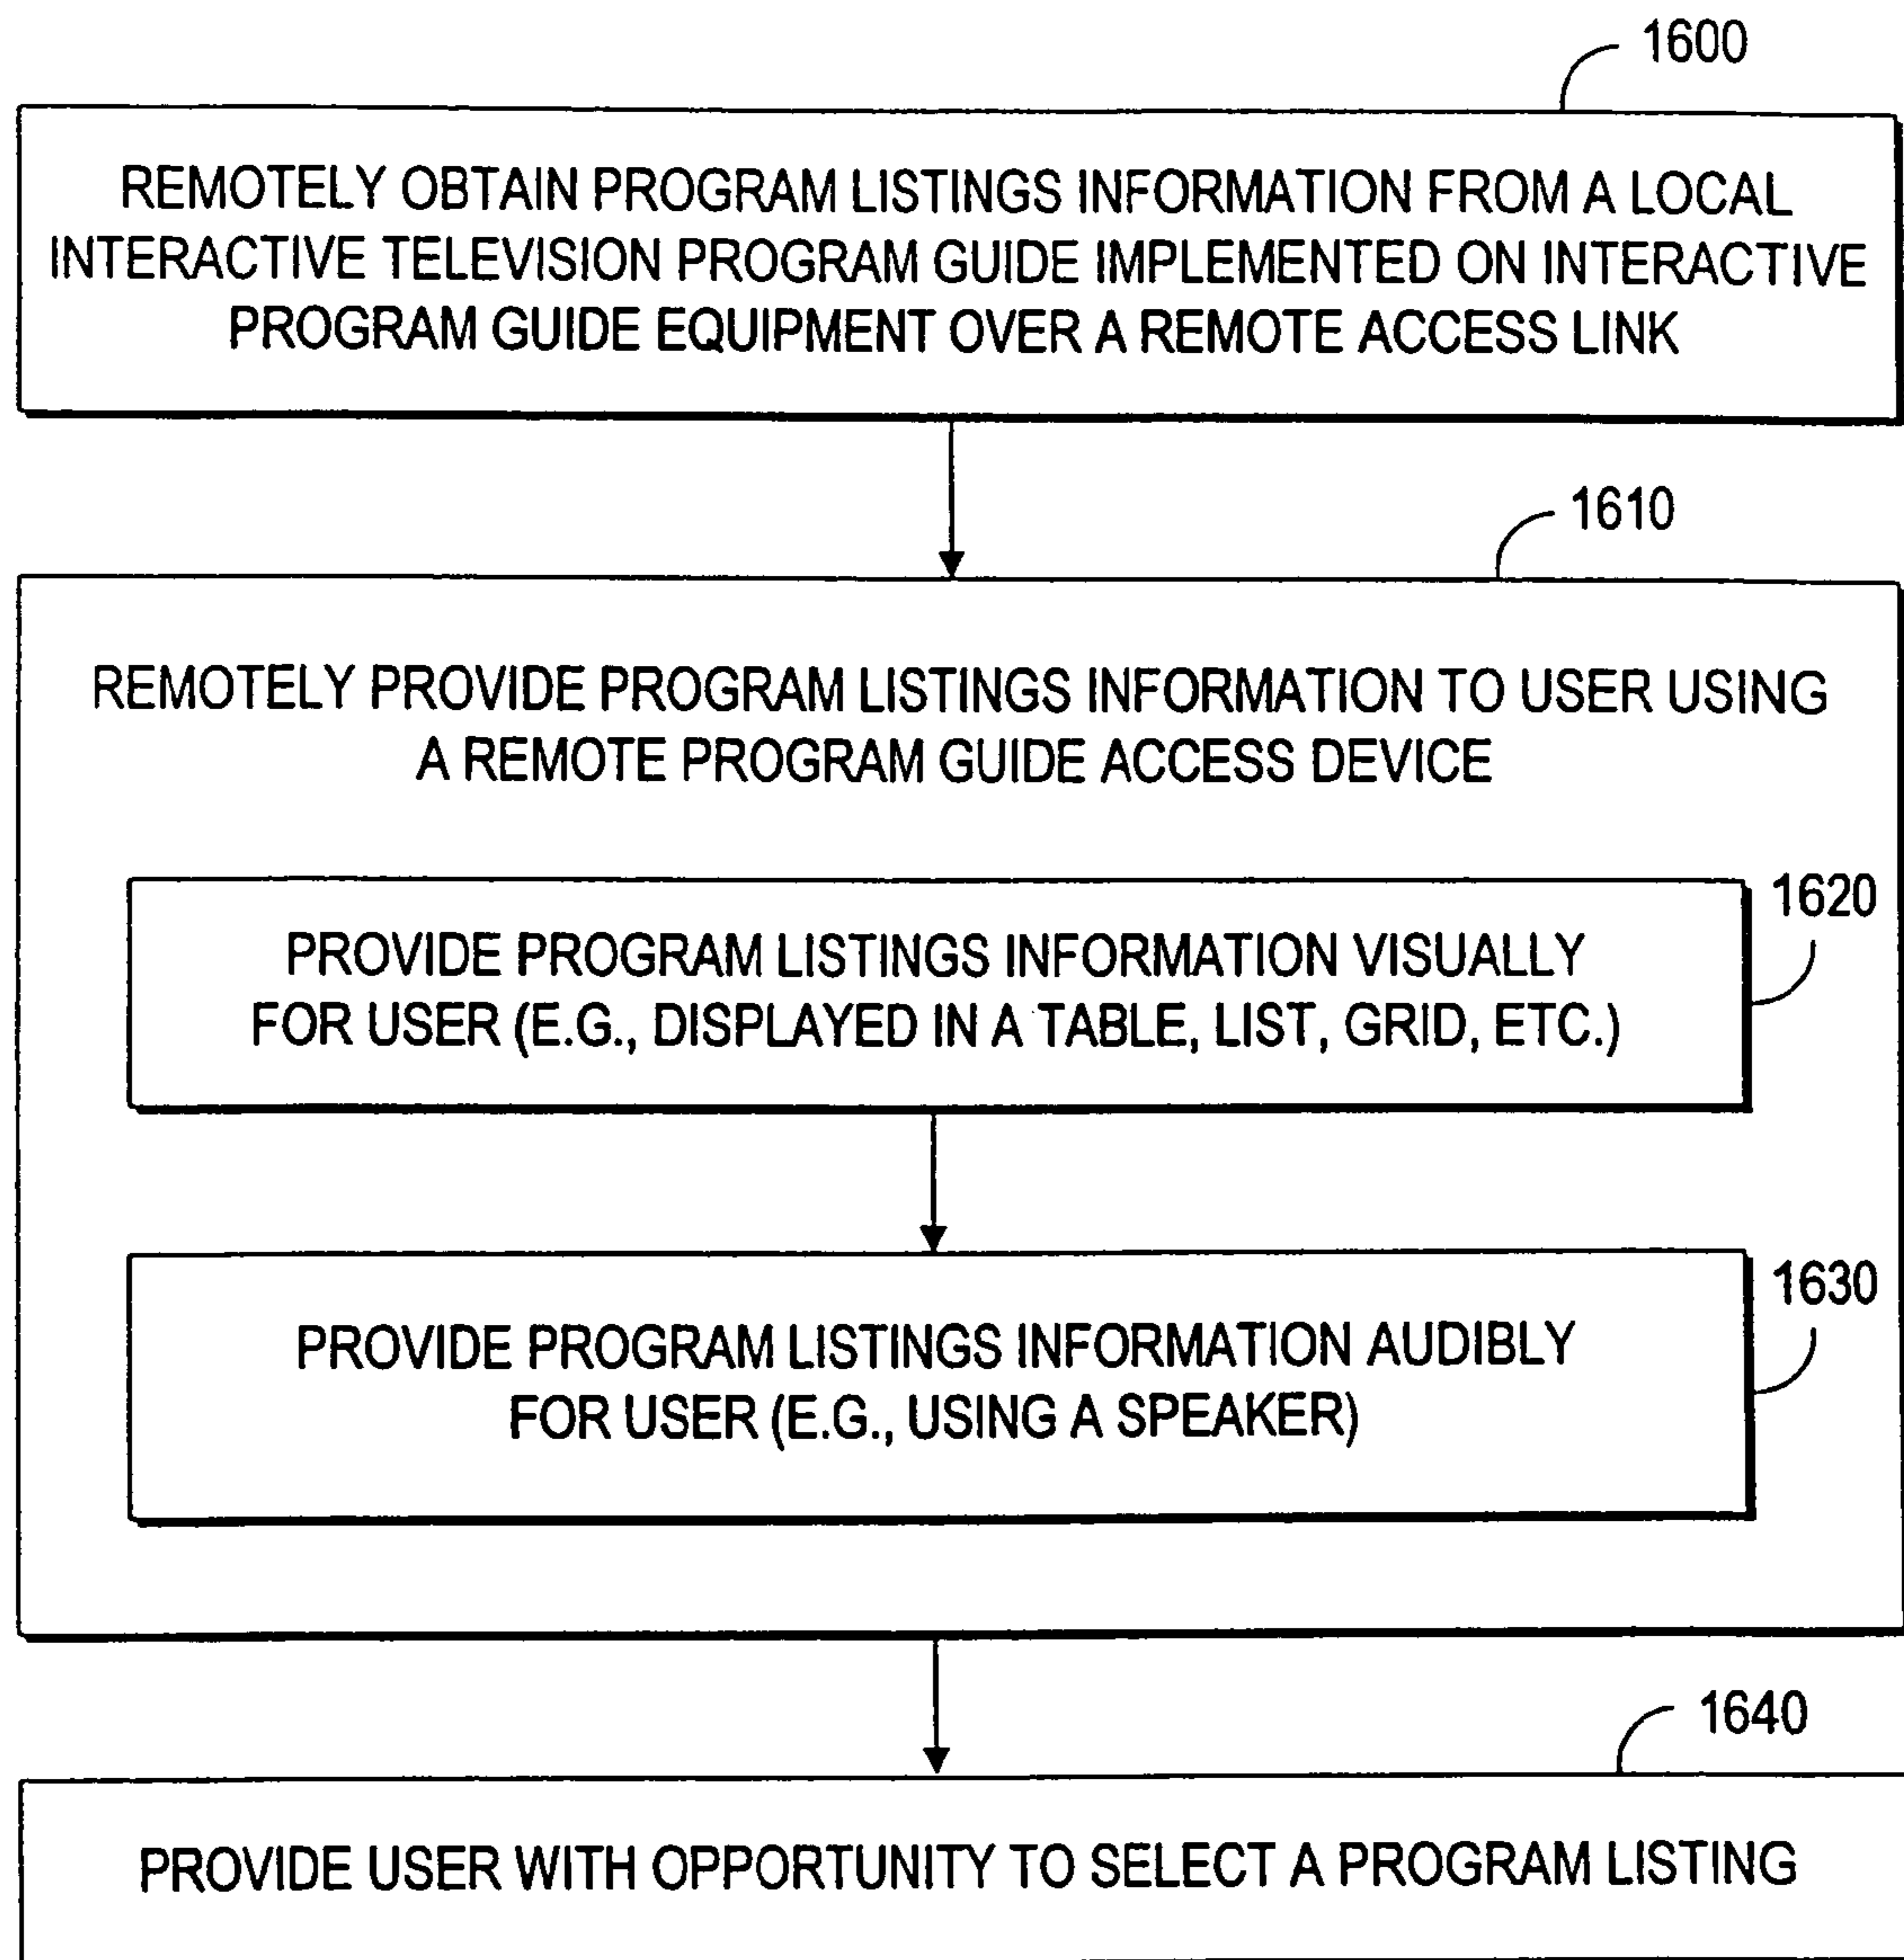 1600
REMOTELY OBTAIN PROGRAM LISTINGS INFORMATION FROM A LOCAL
INTERACTIVE TELEVISION PROGRAM GUIDE IMPLEMENTED ON INTERACTIVE
PROGRAM GUIDE EQUIPMENT OVER A REMOTE ACCESS LINK
1610
REMOTELY PROVIDE PROGRAM LISTINGS INFORMATION TO USER USING
A REMOTE PROGRAM GUIDE ACCESS DEVICE
1620
PROVIDE PROGRAM LISTINGS INFORMATION VISUALLY
FOR USER (E.G., DISPLAYED IN A TABLE, LIST, GRID, ETC.)
1630
PROVIDE PROGRAM LISTINGS INFORMATION AUDIBLY
FOR USER (E.G., USING A SPEAKER)
1640
PROVIDE USER WITH OPPORTUNITY TO SELECT A PROGRAM LISTING